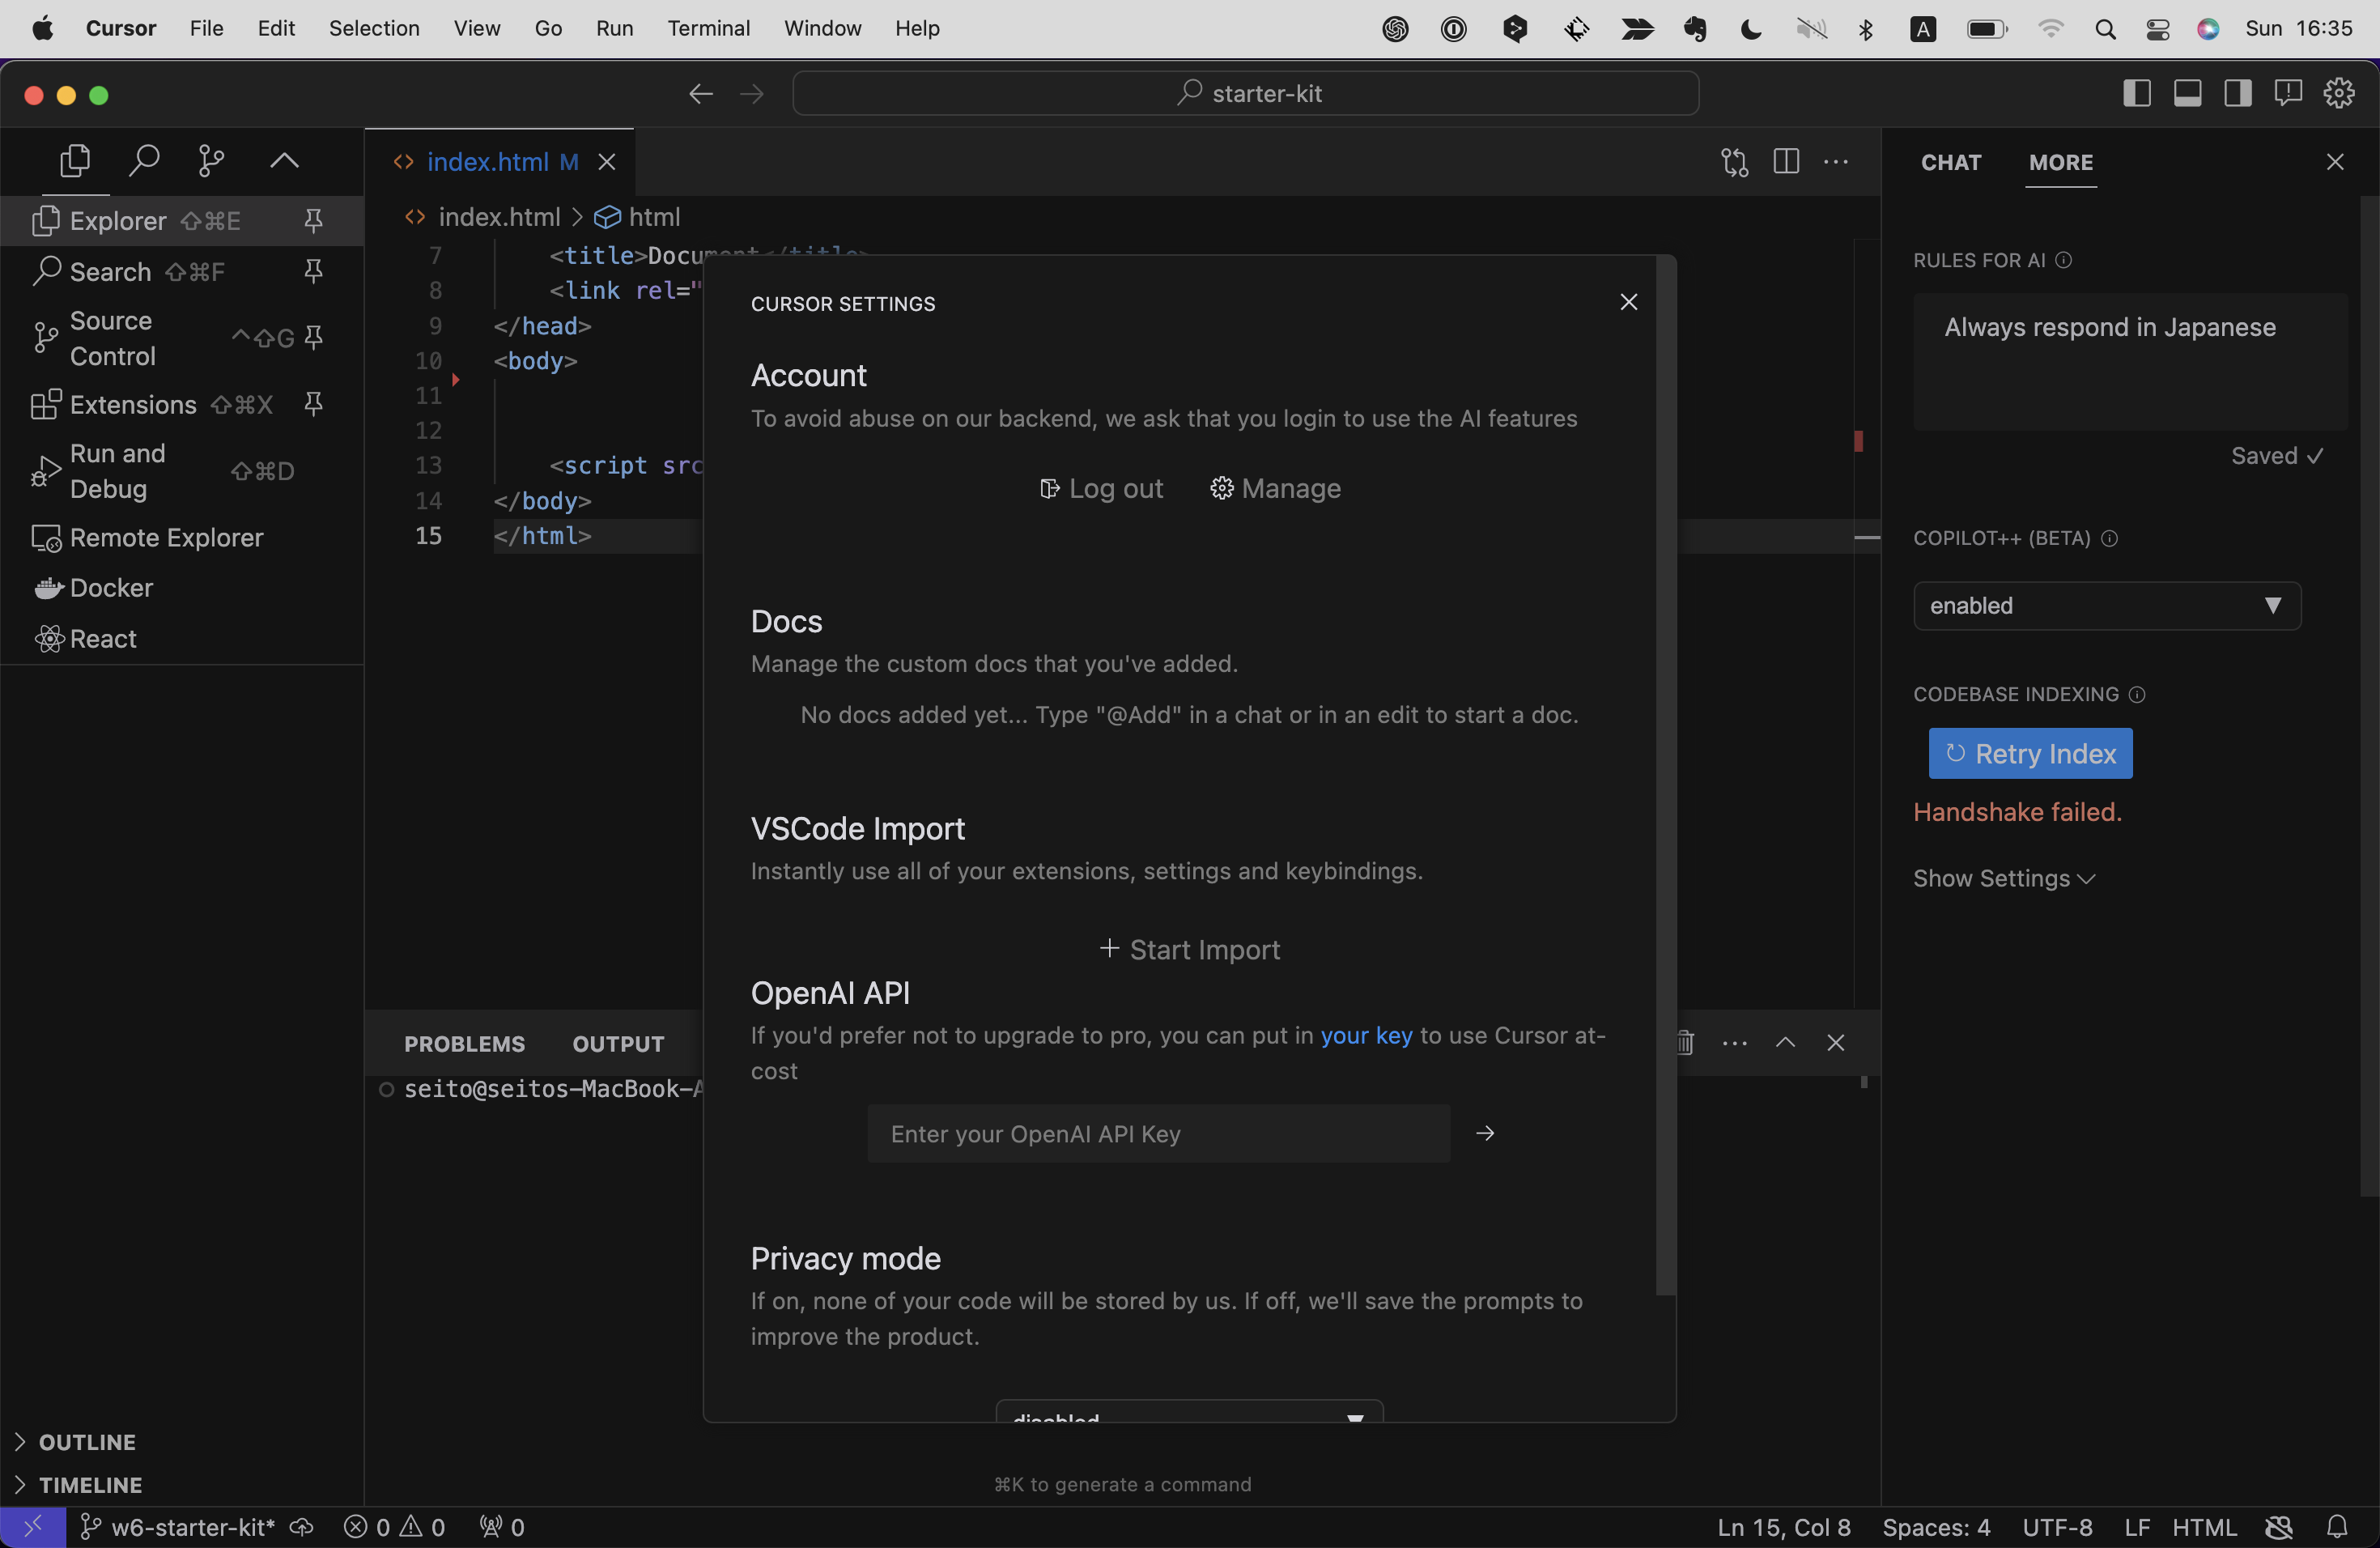 Cursor File Edit Selection View Go Run Terminal Window Help A Sun 16:35
starter-kit
index.html M
CHAT MORE
Explorer ⇧⌘E
Search ⇧⌘F
Source
Control ⌃⇧G
Extensions ⇧⌘X
Run and
Debug ⇧⌘D
Remote Explorer
Docker
React
OUTLINE
TIMELINE
index.html > html
7 <title>Document</title>
8 <link rel="
9 </head>
10 <body>
11
12
13 <script src
14 </body>
15 </html>
PROBLEMS OUTPUT
seito@seitos-MacBook-A
⌘K to generate a command
CURSOR SETTINGS
Account
To avoid abuse on our backend, we ask that you login to use the AI features
Log out Manage
Docs
Manage the custom docs that you've added.
No docs added yet... Type "@Add" in a chat or in an edit to start a doc.
VSCode Import
Instantly use all of your extensions, settings and keybindings.
+ Start Import
OpenAI API
If you'd prefer not to upgrade to pro, you can put in your key to use Cursor at-
cost
Enter your OpenAI API Key
Privacy mode
If on, none of your code will be stored by us. If off, we'll save the prompts to
improve the product.
disabled
RULES FOR AI
Always respond in Japanese
Saved ✓
COPILOT++ (BETA)
enabled
CODEBASE INDEXING
Retry Index
Handshake failed.
Show Settings
w6-starter-kit* 0 0 0 Ln 15, Col 8 Spaces: 4 UTF-8 LF HTML